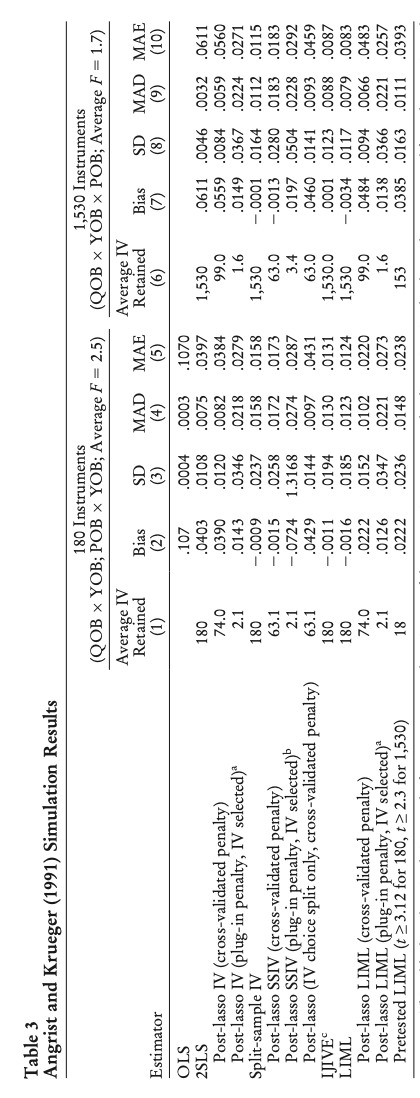 Table 3
Angrist and Krueger (1991) Simulation Results
180 Instruments 1,530 Instruments
(QOB × YOB; POB × YOB; Average F = 2.5) (QOB × YOB × POB; Average F = 1.7)
Average IV Average IV
Retained Bias SD MAD MAE Retained Bias SD MAD MAE
Estimator (1) (2) (3) (4) (5) (6) (7) (8) (9) (10)
OLS .107 .0004 .0003 .1070 .0611 .0046 .0032 .0611
2SLS 180 .0403 .0108 .0075 .0397 1,530 .0559 .0084 .0059 .0560
Post-lasso IV (cross-validated penalty) 74.0 .0390 .0120 .0082 .0384 99.0 .0149 .0367 .0224 .0271
Post-lasso IV (plug-in penalty, IV selected)a 2.1 .0143 .0346 .0218 .0279 1.6 −.0001 .0164 .0112 .0115
Split-sample IV 180 −.0009 .0237 .0158 .0158 1,530 −.0013 .0280 .0183 .0183
Post-lasso SSIV (cross-validated penalty) 63.1 −.0015 .0258 .0172 .0173 63.0 .0197 .0504 .0228 .0292
Post-lasso SSIV (plug-in penalty, IV selected)b 2.1 −.0724 1.3168 .0274 .0287 3.4 .0460 .0141 .0093 .0459
Post-lasso (IV choice split only, cross-validated penalty) 63.1 .0429 .0144 .0097 .0431 63.0 .0001 .0123 .0088 .0087
IJIVEc 180 −.0011 .0194 .0130 .0131 1,530.0 −.0034 .0117 .0079 .0083
LIML 180 −.0016 .0185 .0123 .0124 1,530 .0484 .0094 .0066 .0483
Post-lasso LIML (cross-validated penalty) 74.0 .0222 .0152 .0102 .0220 99.0 .0138 .0366 .0221 .0257
Post-lasso LIML (plug-in penalty, IV selected)a 2.1 .0126 .0347 .0221 .0273 1.6 .0385 .0163 .0111 .0393
Pretested LIML (t ≥ 3.12 for 180, t ≥ 2.3 for 1,530) 18 .0222 .0236 .0148 .0238 153